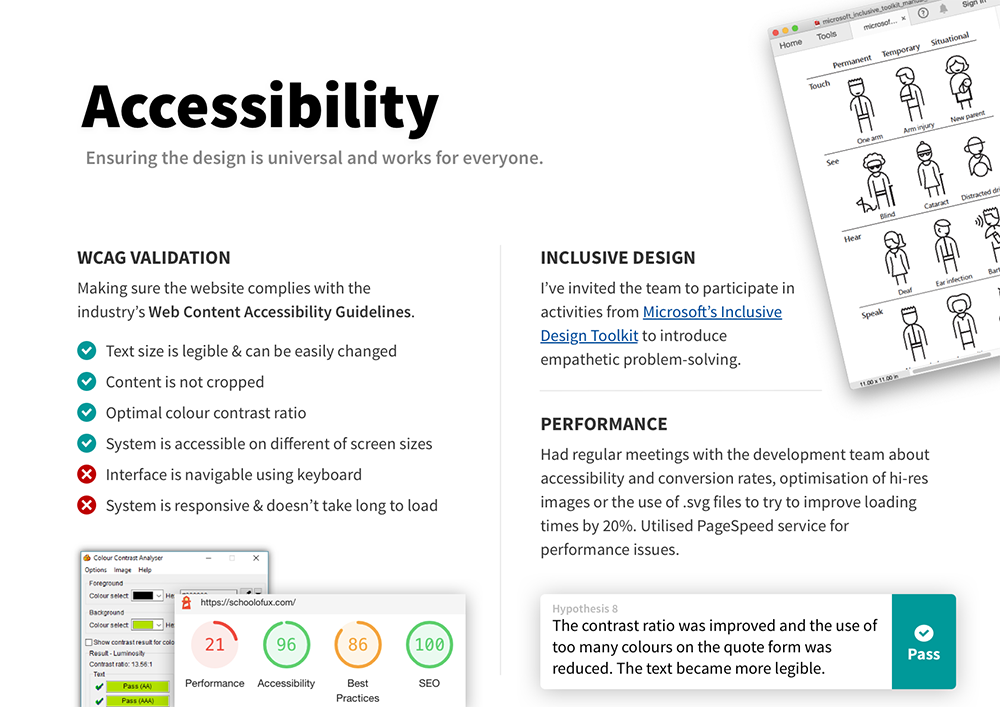 Accessibility
Ensuring the design is universal and works for everyone.
WCAG VALIDATION
Making sure the website complies with the
industry’s Web Content Accessibility Guidelines.
Text size is legible & can be easily changed
Content is not cropped
Optimal colour contrast ratio
System is accessible on different of screen sizes
Interface is navigable using keyboard
System is responsive & doesn’t take long to load
Colour Contrast Analyser
Options Image Help
Foreground
Colour select
Background
Colour select
Show contrast result for colo
Result - Luminosity
Contrast ratio: 13.56:1
Text
Pass (AA)
Pass (AAA)
https://schoolofux.com/
21 96 86 100
Performance Accessibility Best Practices SEO
INCLUSIVE DESIGN
I’ve invited the team to participate in
activities from Microsoft’s Inclusive
Design Toolkit to introduce
empathetic problem-solving.
PERFORMANCE
Had regular meetings with the development team about
accessibility and conversion rates, optimisation of hi-res
images or the use of .svg files to try to improve loading
times by 20%. Utilised PageSpeed service for
performance issues.
Hypothesis 8
The contrast ratio was improved and the use of
too many colours on the quote form was
reduced. The text became more legible.
Pass
microsoft_inclusive_toolkit_manua
Home Tools microsof... Sign In
Permanent Temporary Situational
Touch
One arm Arm injury New parent
See
Blind Cataract Distracted dri
Hear
Deaf Ear infection Bart
Speak
11.00 x 11.00 in